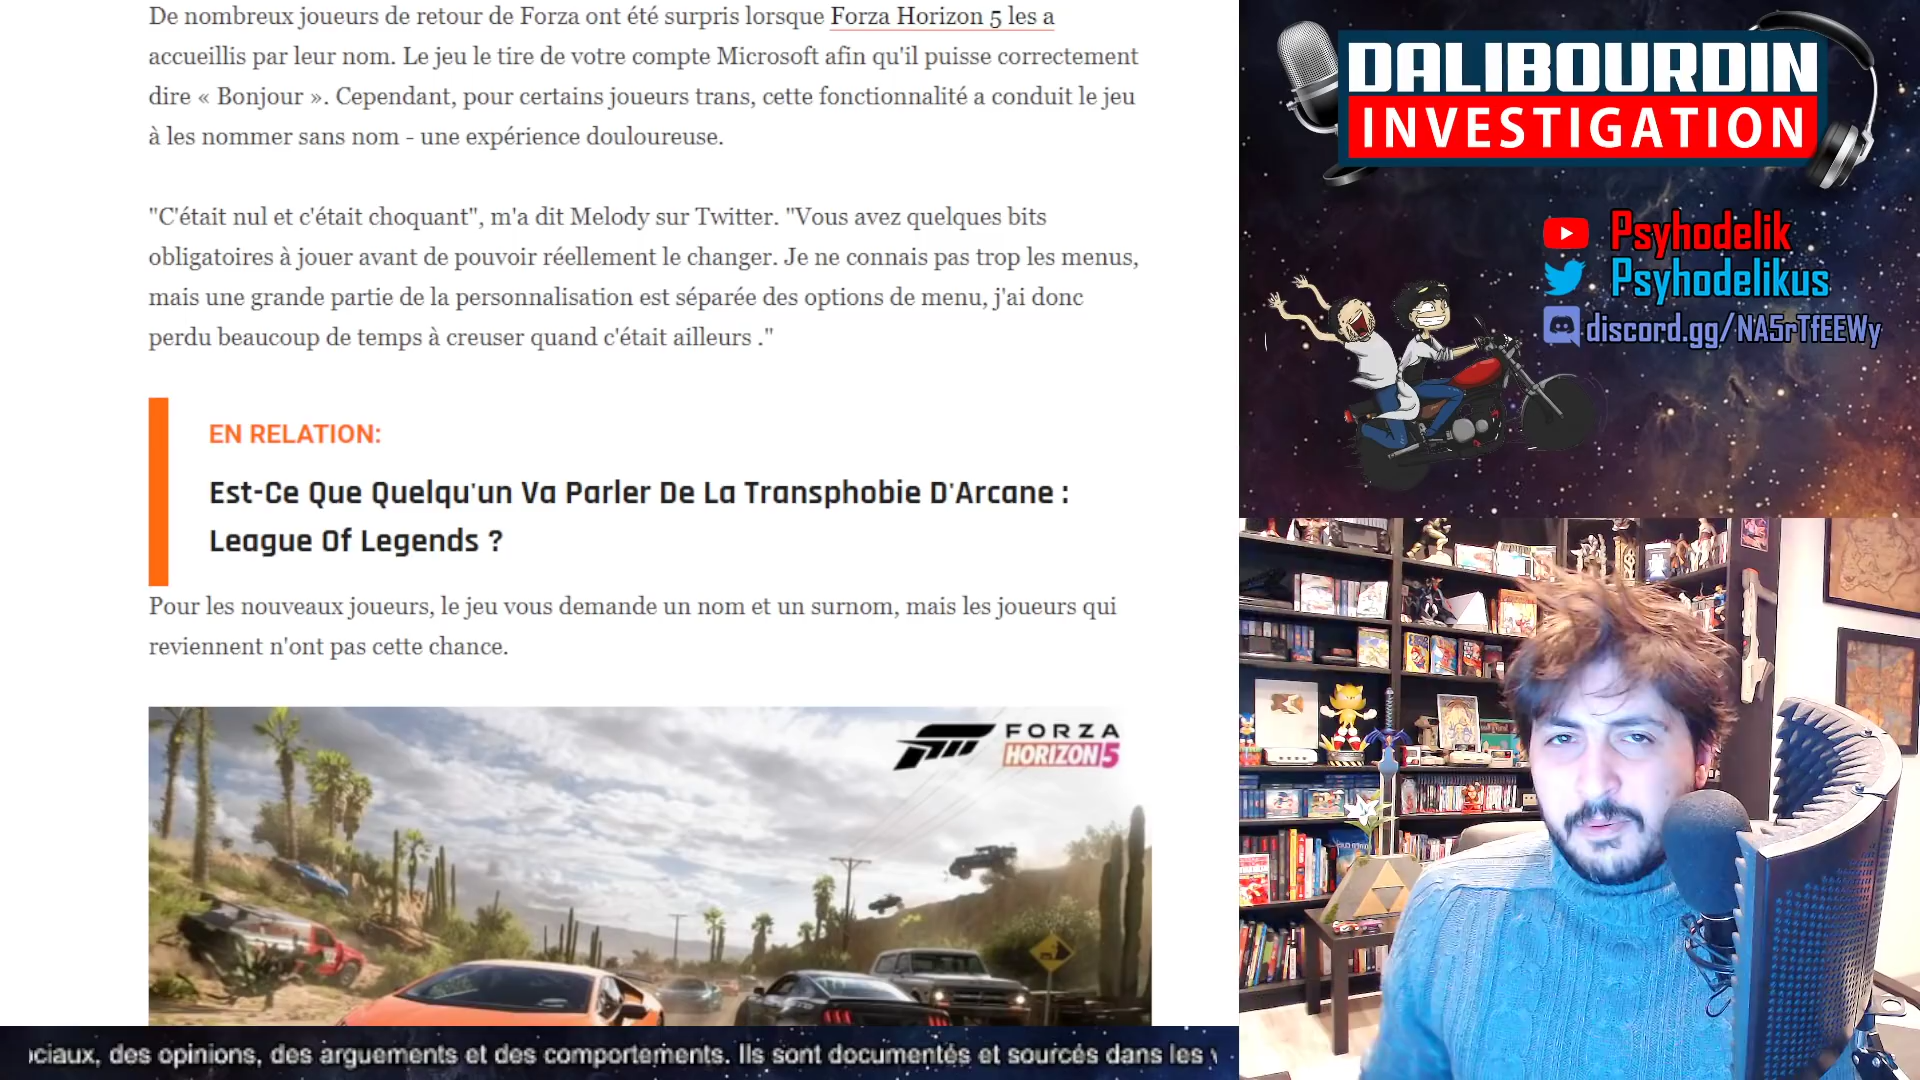 De nombreux joueurs de retour de Forza ont été surpris lorsque Forza Horizon 5 les a
accueillis par leur nom. Le jeu le tire de votre compte Microsoft afin qu'il puisse correctement
dire « Bonjour ». Cependant, pour certains joueurs trans, cette fonctionnalité a conduit le jeu
à les nommer sans nom - une expérience douloureuse.
"C'était nul et c'était choquant", m'a dit Melody sur Twitter. "Vous avez quelques bits
obligatoires à jouer avant de pouvoir réellement le changer. Je ne connais pas trop les menus,
mais une grande partie de la personnalisation est séparée des options de menu, j'ai donc
perdu beaucoup de temps à creuser quand c'était ailleurs ."
EN RELATION:
Est-Ce Que Quelqu'un Va Parler De La Transphobie D'Arcane :
League Of Legends ?
Pour les nouveaux joueurs, le jeu vous demande un nom et un surnom, mais les joueurs qui
reviennent n'ont pas cette chance.
FORZA
HORIZON 5
DALIBOURDIN
INVESTIGATION
Psyhodelik
Psyhodelikus
discord.gg/NA5rTfEEWy
ociaux, des opinions, des arguements et des comportements. Ils sont documentés et sourcés dans les